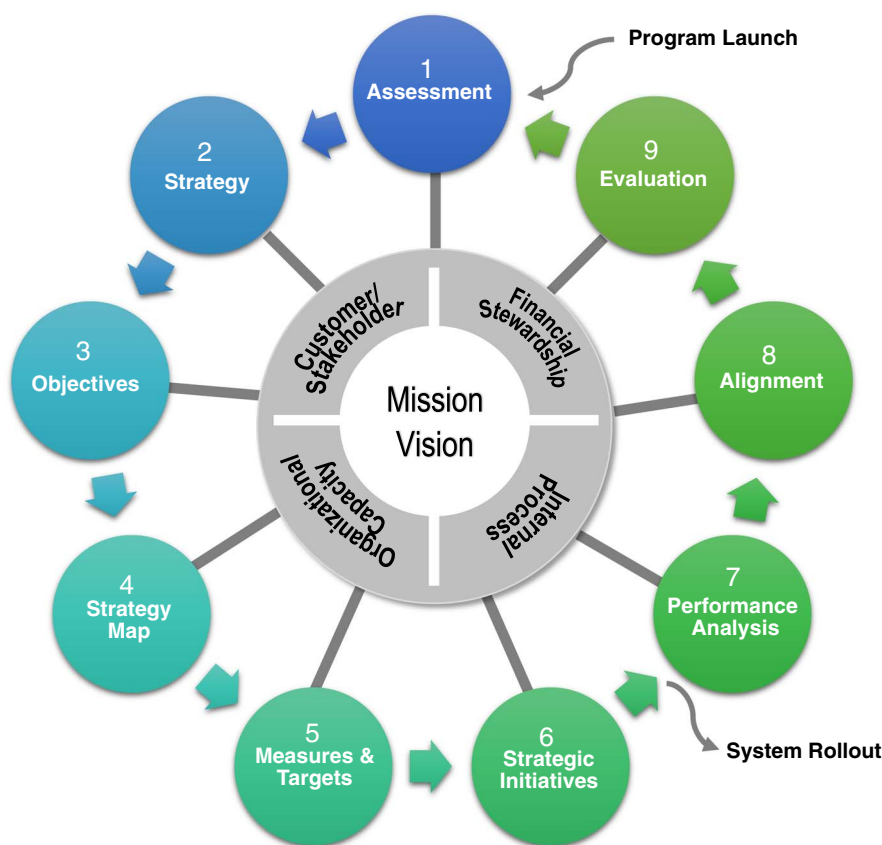 Program Launch
1
Assessment
2
Strategy
3
Objectives
4
Strategy
Map
5
Measures &
Targets
6
Strategic
Initiatives
7
Performance
Analysis
8
Alignment
9
Evaluation
System Rollout
Customer/
Stakeholder
Financial
Stewardship
Internal
Process
Organizational
Capacity
Mission
Vision